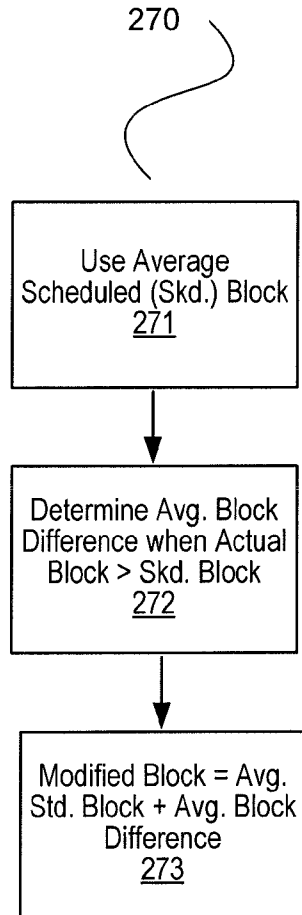 270
Use Average
Scheduled (Skd.) Block
271
Determine Avg. Block
Difference when Actual
Block > Skd. Block
272
Modified Block = Avg.
Std. Block + Avg. Block
Difference
273